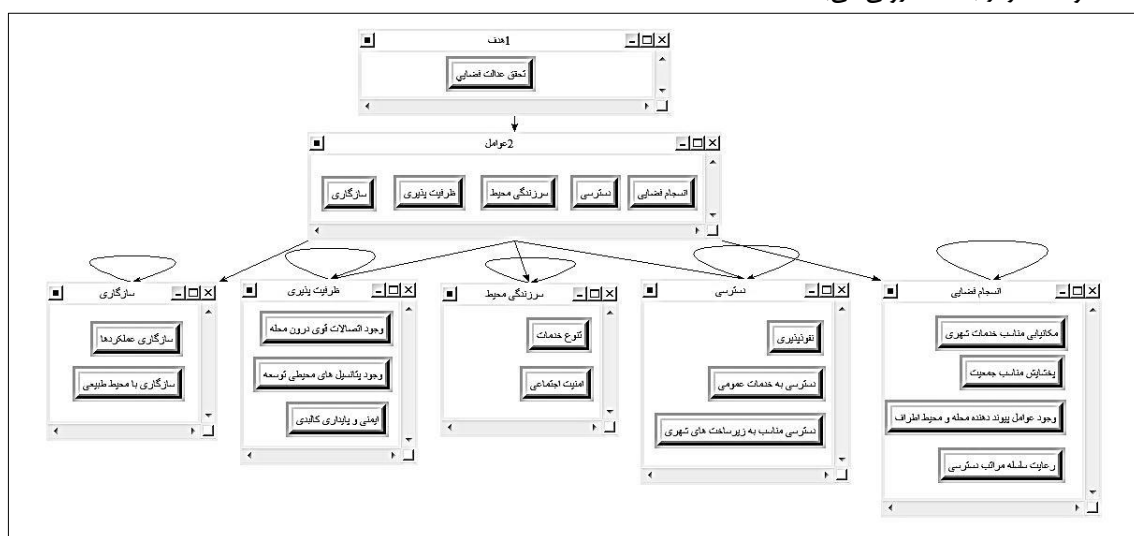 1هدف
تحقق عدالت فضایی
2عوامل
انسجام فضایی
دسترسی
سرزندگی محیط
ظرفیت پذیری
سازگاری
انسجام فضایی
مکانیابی مناسب خدمات شهری
پخشایش مناسب جمعیت
وجود عوامل پیوند دهنده محله و محیط اطراف
رعایت سلسله مراتب دسترسی
دسترسی
نفوذپذیری
دسترسی به خدمات عمومی
دسترسی مناسب به زیرساخت های شهری
سرزندگی محیط
تنوع خدمات
امنیت اجتماعی
ظرفیت پذیری
وجود اتصالات قوی درون محله
وجود پتانسیل های محیطی توسعه
ایمنی و پایداری کالبدی
سازگاری
سازگاری عملکردها
سازگاری با محیط طبیعی